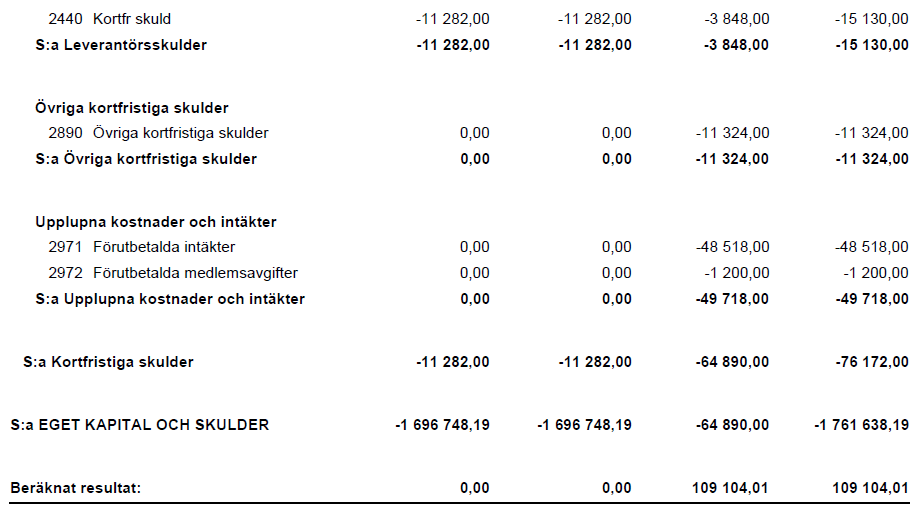 2440 Kortfr skuld -11 282,00 -11 282,00 -3 848,00 -15 130,00
S:a Leverantörsskulder -11 282,00 -11 282,00 -3 848,00 -15 130,00
Övriga kortfristiga skulder
2890 Övriga kortfristiga skulder 0,00 0,00 -11 324,00 -11 324,00
S:a Övriga kortfristiga skulder 0,00 0,00 -11 324,00 -11 324,00
Upplupna kostnader och intäkter
2971 Förutbetalda intäkter 0,00 0,00 -48 518,00 -48 518,00
2972 Förutbetalda medlemsavgifter 0,00 0,00 -1 200,00 -1 200,00
S:a Upplupna kostnader och intäkter 0,00 0,00 -49 718,00 -49 718,00
S:a Kortfristiga skulder -11 282,00 -11 282,00 -64 890,00 -76 172,00
S:a EGET KAPITAL OCH SKULDER -1 696 748,19 -1 696 748,19 -64 890,00 -1 761 638,19
Beräknat resultat: 0,00 0,00 109 104,01 109 104,01